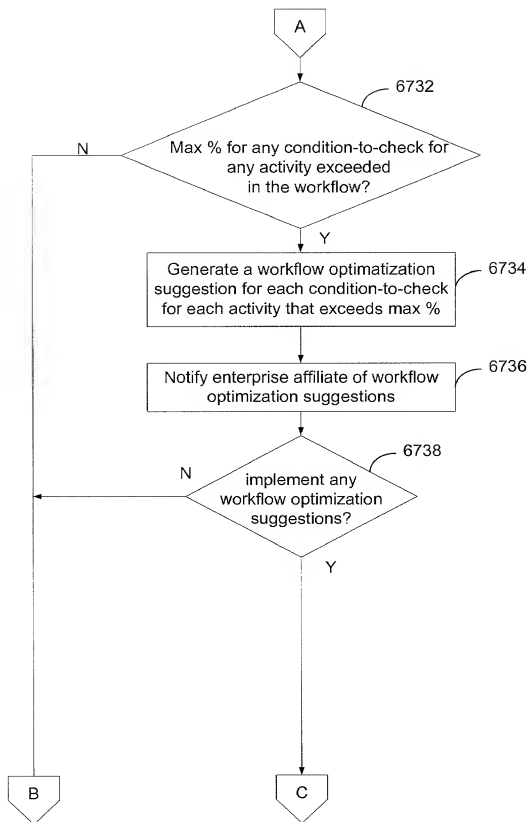 A
6732
N
Max % for any condition-to-check for
any activity exceeded
in the workflow?
Y
Generate a workflow optimatization
suggestion for each condition-to-check
for each activity that exceeds max %
6734
Notify enterprise affiliate of workflow
optimization suggestions
6736
6738
N
implement any
workflow optimization
suggestions?
Y
B
C